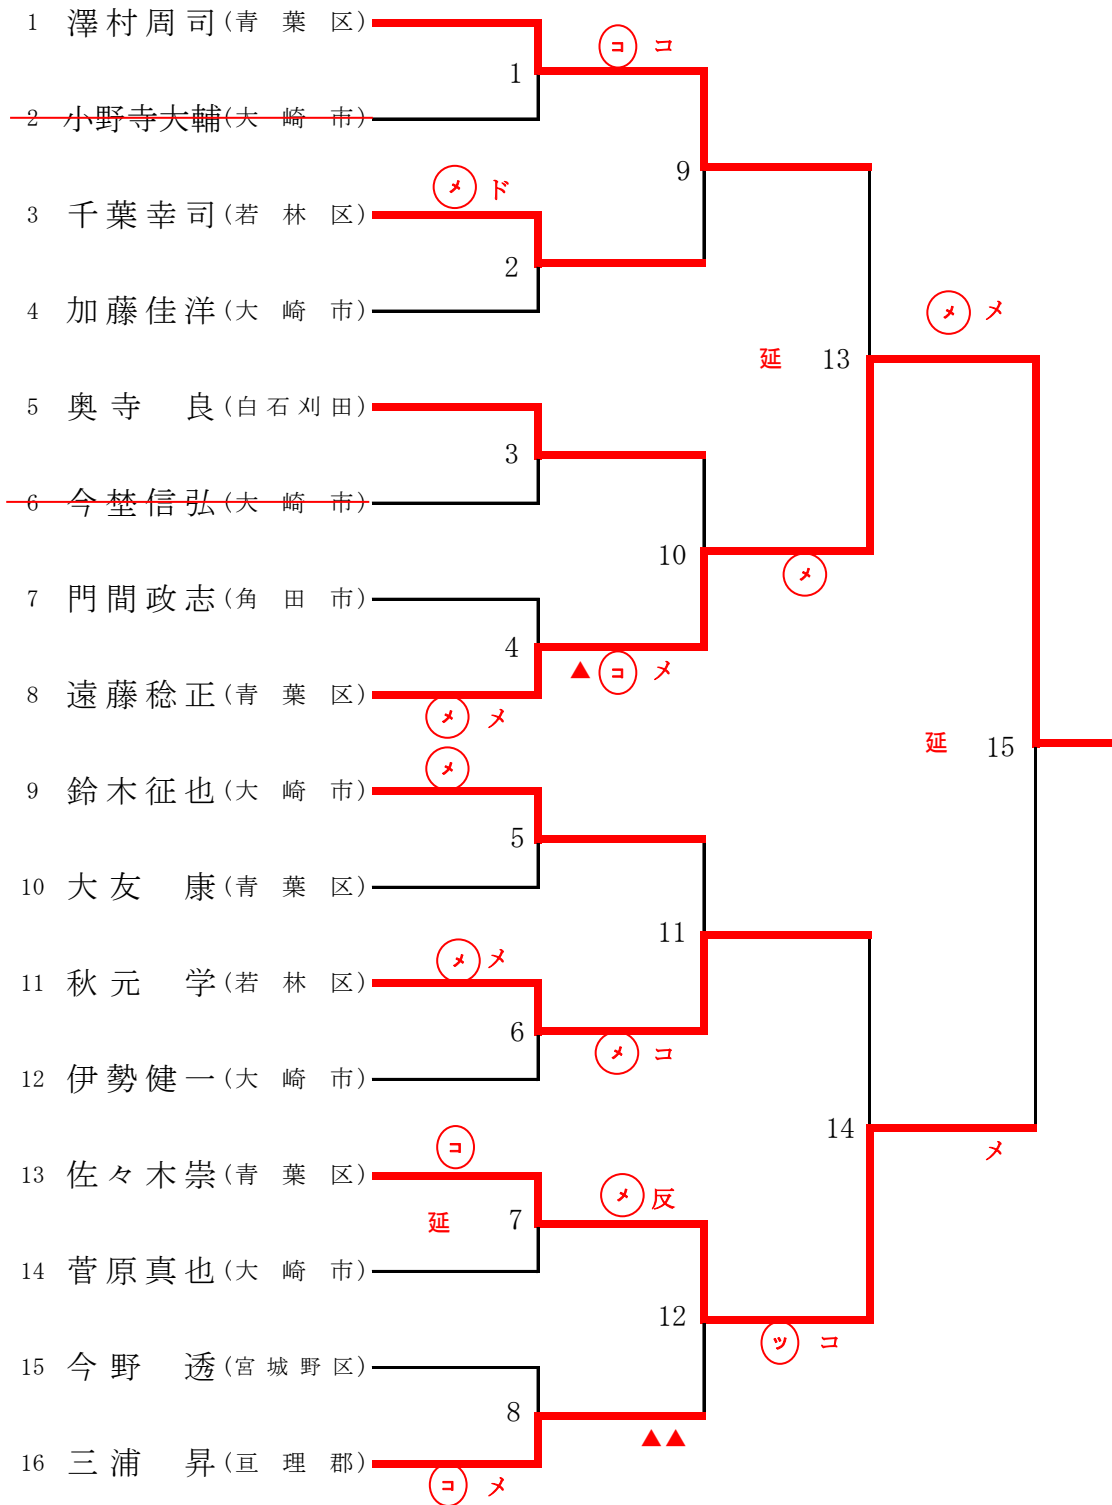 1 澤村周司(青葉区)
コ コ
1
2 小野寺大輔(大崎市)
9
メ ド
3 千葉幸司(若林区)
2
4 加藤佳洋(大崎市)
メ メ
延 13
5 奥寺 良(白石刈田)
3
6 今埜信弘(大崎市)
10
メ
7 門間政志(角田市)
4
▲ コ メ
8 遠藤稔正(青葉区)
メ メ
延 15
メ
9 鈴木征也(大崎市)
5
10 大友 康(青葉区)
11
メ メ
11 秋元 学(若林区)
6
メ コ
12 伊勢健一(大崎市)
14
コ
メ
13 佐々木崇(青葉区)
メ 反
延 7
14 菅原真也(大崎市)
12
ツ コ
15 今野 透(宮城野区)
8
▲▲
16 三浦 昇(亘理郡)
コ メ